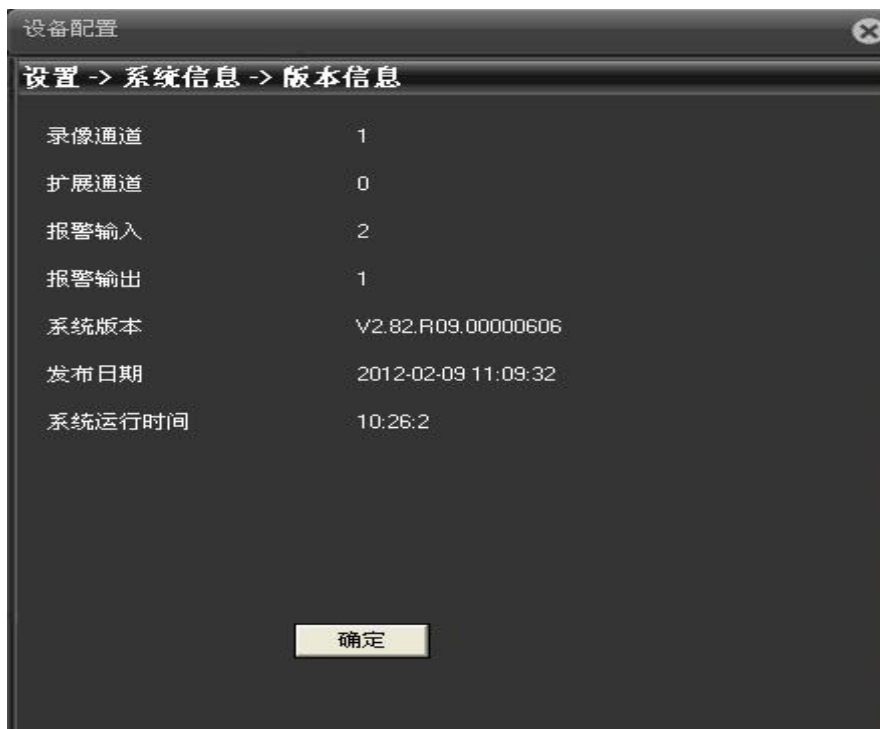 设备配置
设置 -> 系统信息 -> 版本信息
录像通道 1
扩展通道 0
报警输入 2
报警输出 1
系统版本 V2.82.R09.00000606
发布日期 2012-02-09 11:09:32
系统运行时间 10:26:2
确定